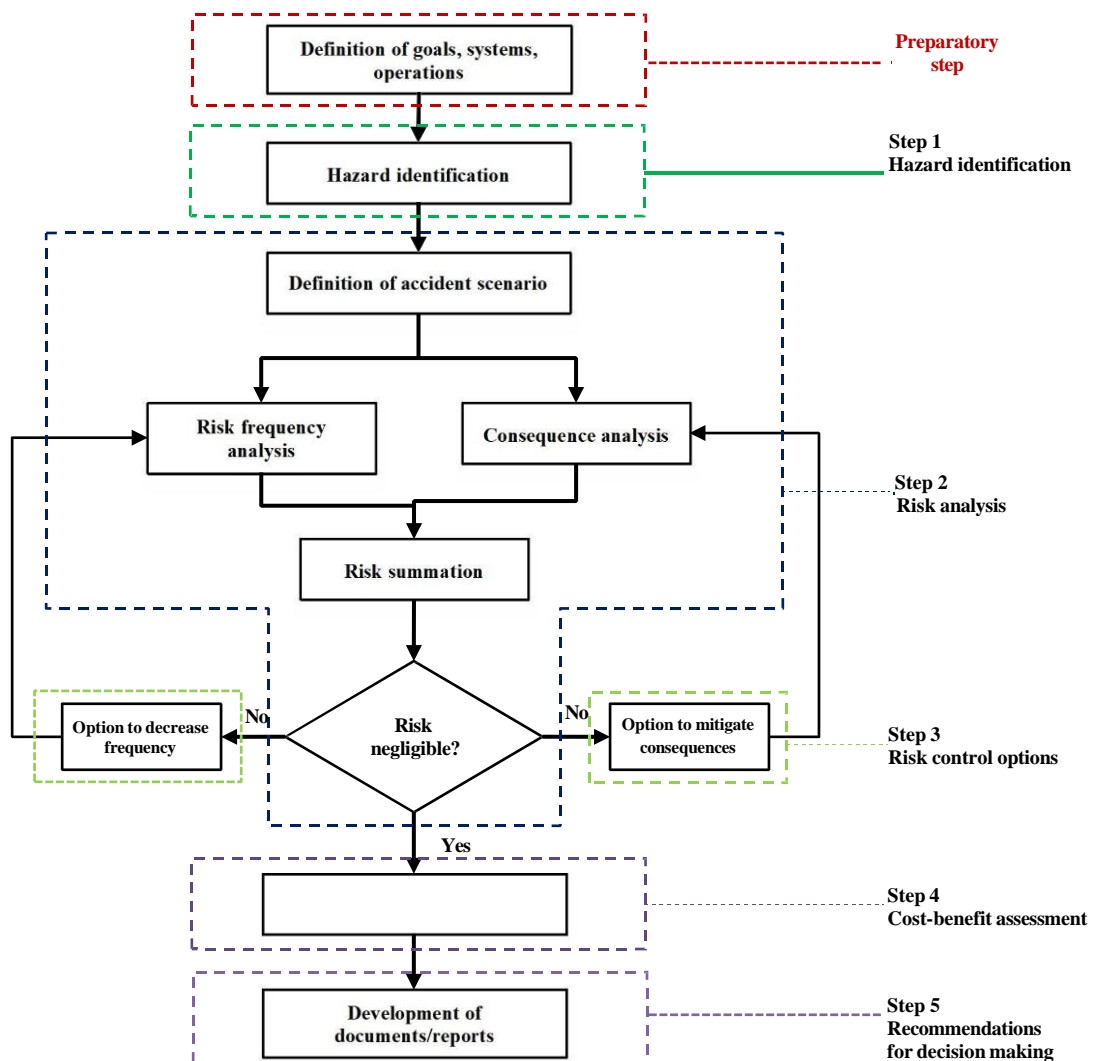 Definition of goals, systems,
operations
Preparatory
step
Step 1
Hazard identification
Hazard identification
Definition of accident scenario
Risk frequency
analysis
Consequence analysis
Step 2
Risk analysis
Risk summation
No
Option to decrease
frequency
Risk
negligible?
No
Option to mitigate
consequences
Step 3
Risk control options
Yes
Step 4
Cost-benefit assessment
Development of
documents/reports
Step 5
Recommendations
for decision making